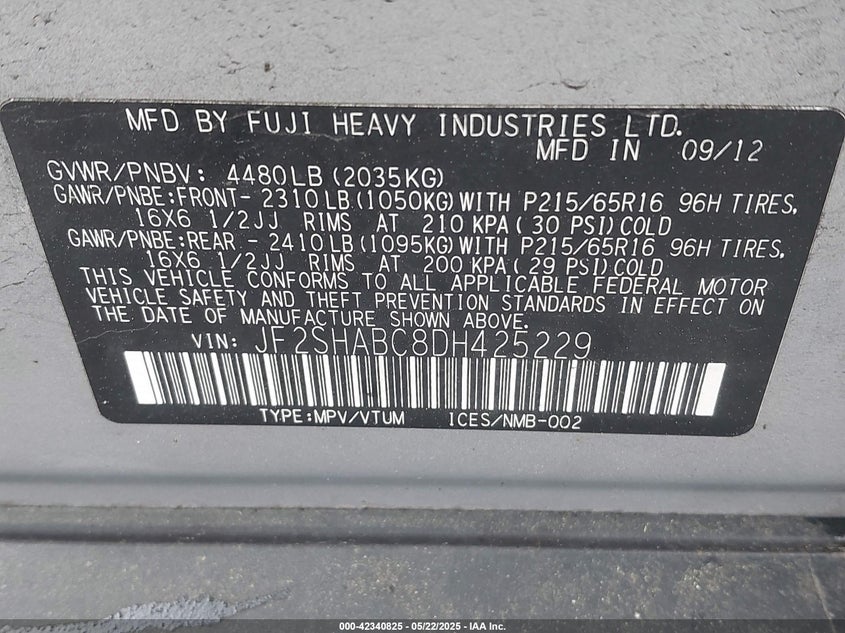 MFD BY FUJI HEAVY INDUSTRIES LTD.
MFD IN 09/12
GVWR/PNBV: 4480LB(2035KG)
GAWR/PNBE:FRONT- 2310LB(1050KG)WITH P215/65R16 96H TIRES,
16X6 1/2JJ RIMS AT 210 KPA( 30 PSI)COLD
GAWR/PNBE:REAR - 2410LB(1095KG)WITH P215/65R16 96H TIRES,
16X6 1/2JJ RIMS AT 200 KPA( 29 PSI)COLD
THIS VEHICLE CONFORMS TO ALL APPLICABLE FEDERAL MOTOR
VEHICLE SAFETY AND THEFT PREVENTION STANDARDS IN EFFECT ON
THE DATE OF MANUFACTURE SHOWN ABOVE.
VIN: JF2SHABC8DH425229
TYPE:MPV/VTUM ICES/NMB-002
000-42340825 - 05/22/2025 - IAA Inc.